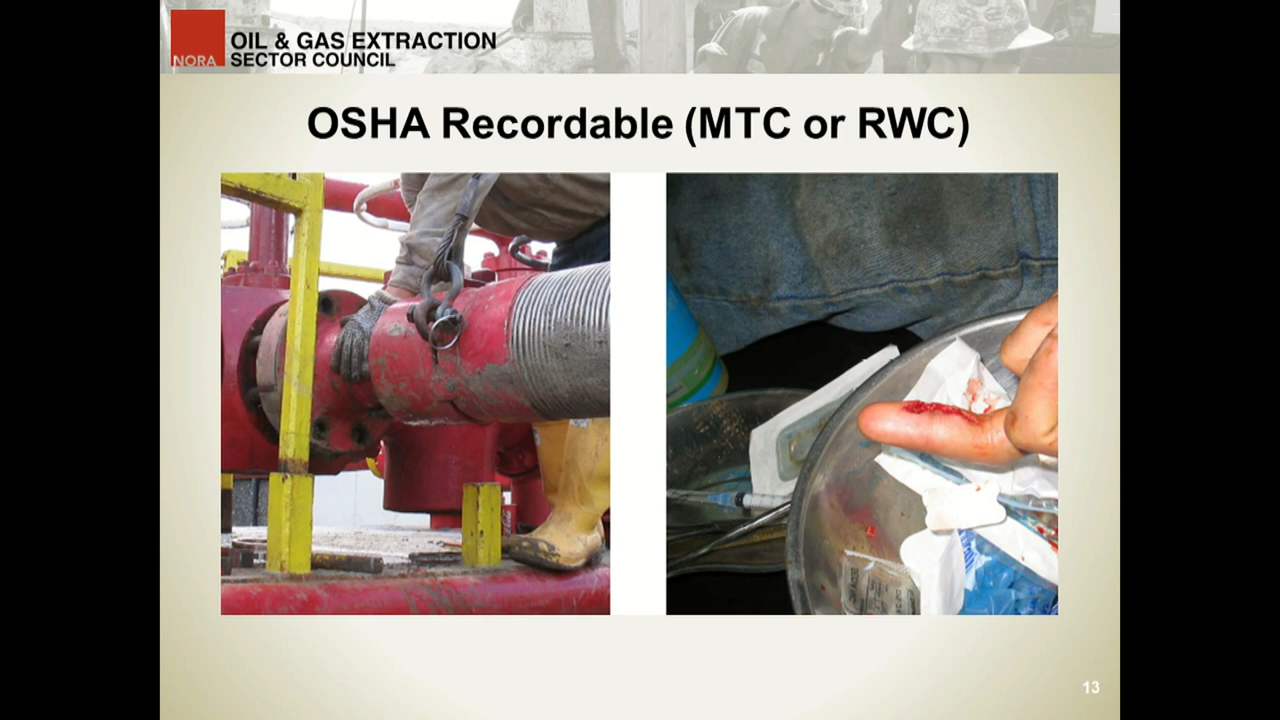 NORA
OIL & GAS EXTRACTION
SECTOR COUNCIL
OSHA Recordable (MTC or RWC)
13